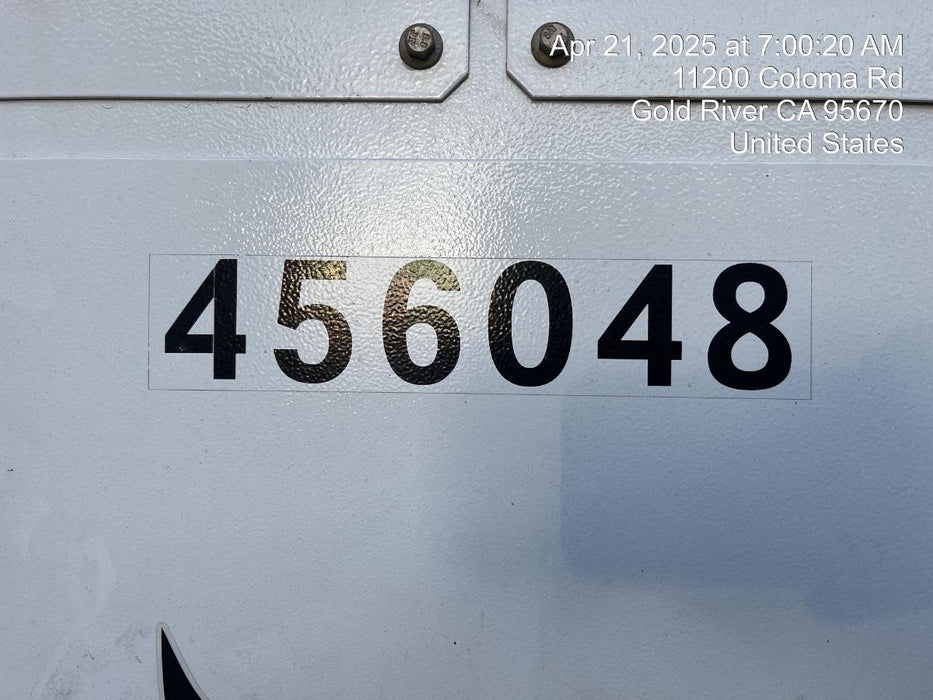 Apr 21, 2025 at 7:00:20 AM
11200 Coloma Rd
Gold River CA 95670
United States
456048